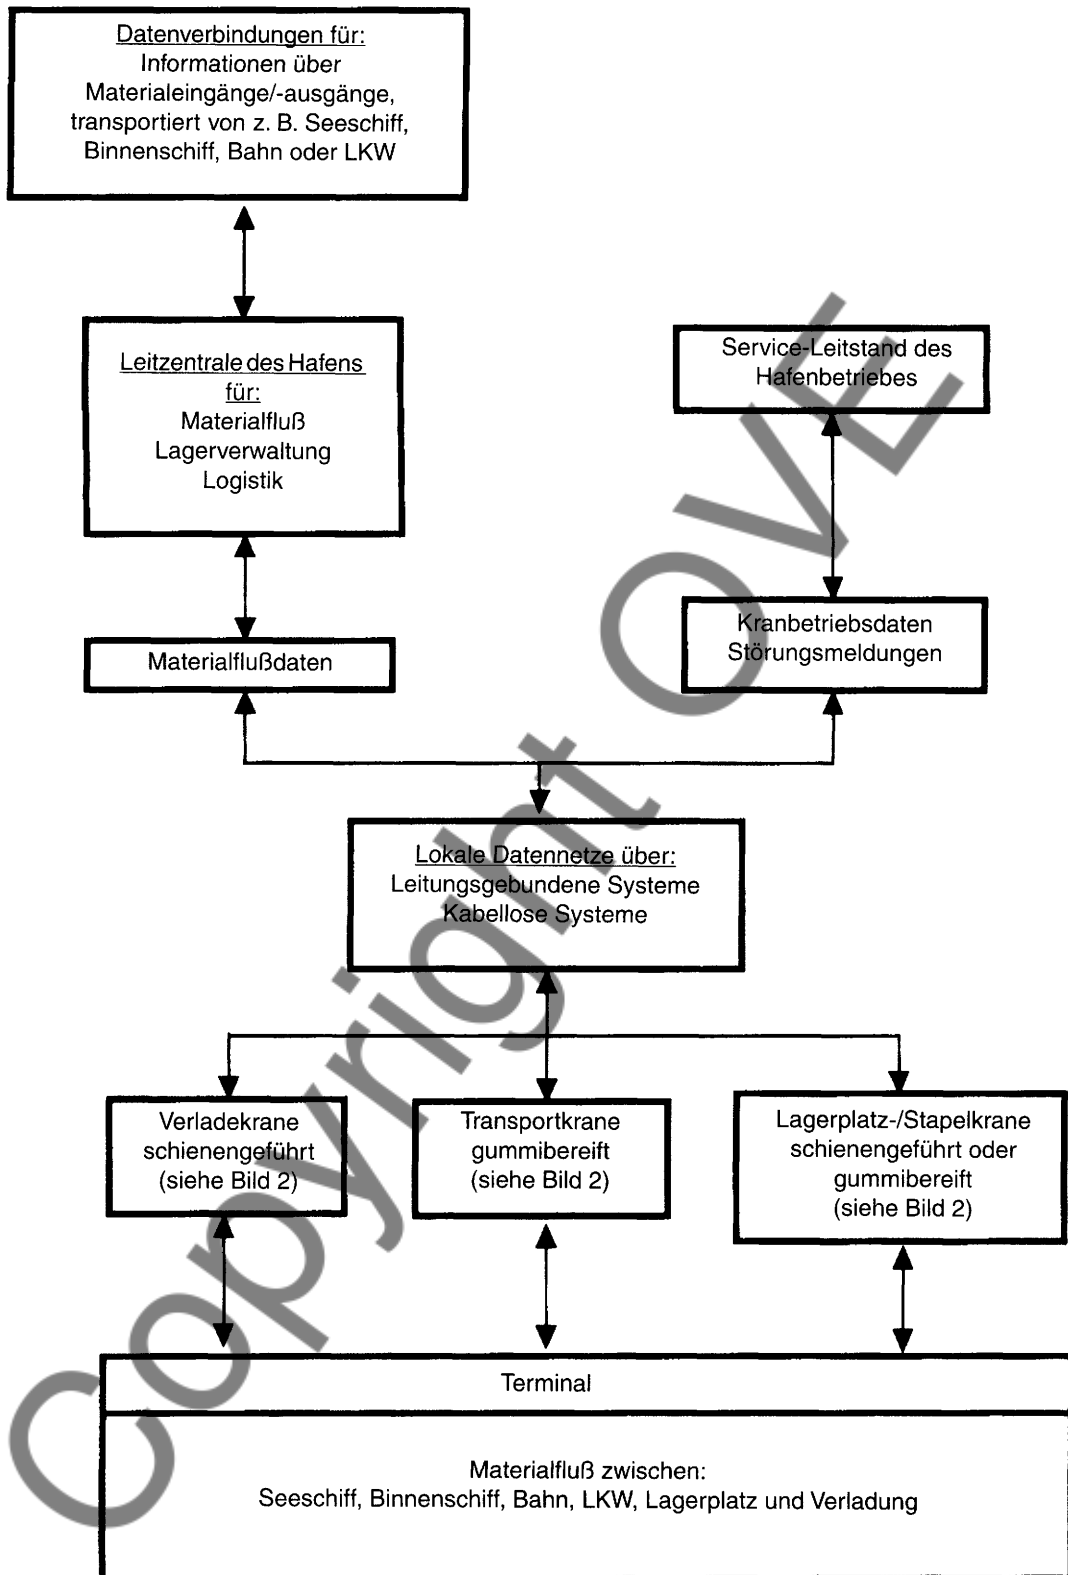 Datenverbindungen für:
Informationen über
Materialeingänge/-ausgänge,
transportiert von z. B. Seeschiff,
Binnenschiff, Bahn oder LKW
Leitzentrale des Hafens
für:
Materialfluß
Lagerverwaltung
Logistik
Service-Leitstand des
Hafenbetriebes
Materialflußdaten
Kranbetriebsdaten
Störungsmeldungen
Lokale Datennetze über:
Leitungsgebundene Systeme
Kabellose Systeme
Verladekrane
schienengeführt
(siehe Bild 2)
Transportkrane
gummibereift
(siehe Bild 2)
Lagerplatz-/Stapelkrane
schienengeführt oder
gummibereift
(siehe Bild 2)
Terminal
Materialfluß zwischen:
Seeschiff, Binnenschiff, Bahn, LKW, Lagerplatz und Verladung
Copyright OVE